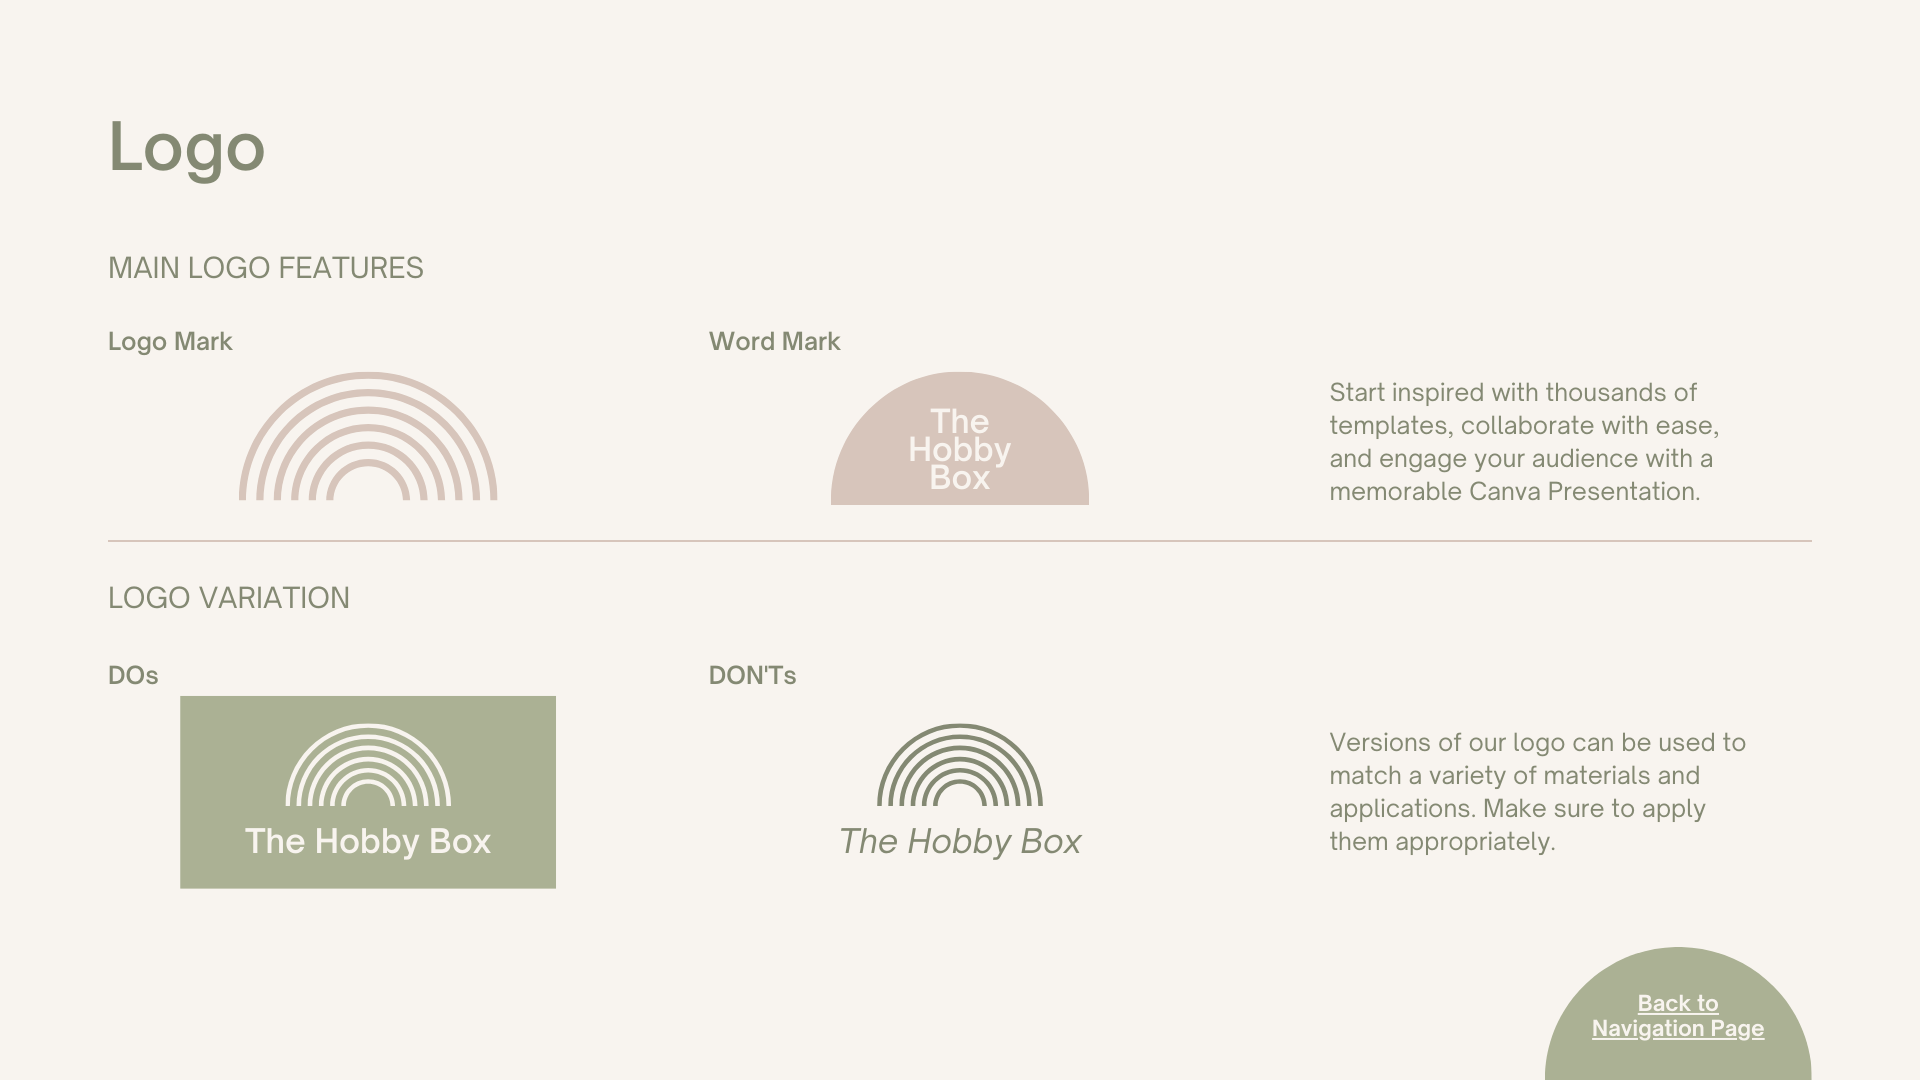 Logo
MAIN LOGO FEATURES
Logo Mark
Word Mark
The
Hobby
Box
Start inspired with thousands of
templates, collaborate with ease,
and engage your audience with a
memorable Canva Presentation.
LOGO VARIATION
DOs
The Hobby Box
DON'Ts
The Hobby Box
Versions of our logo can be used to
match a variety of materials and
applications. Make sure to apply
them appropriately.
Back to
Navigation Page